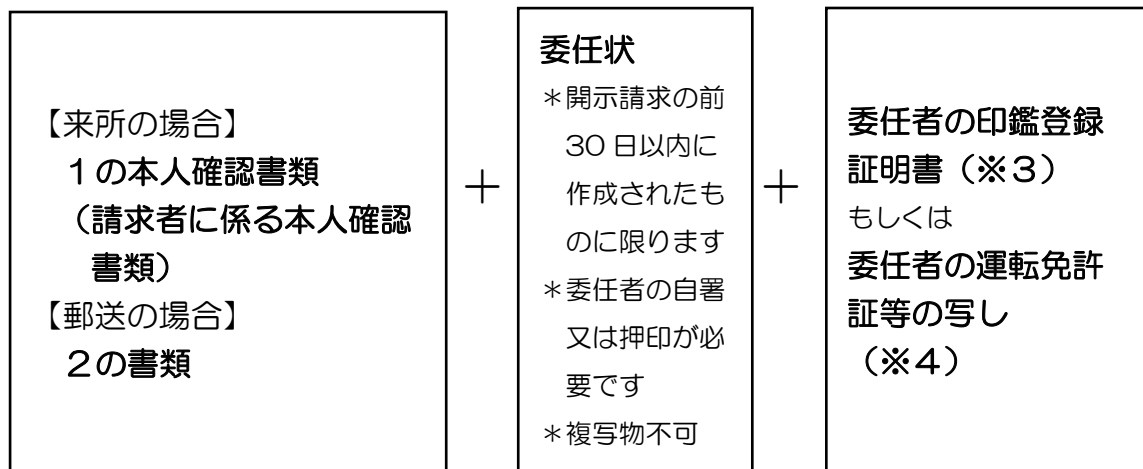 【来所の場合】
１の本人確認書類
（請求者に係る本人確認
書類）
【郵送の場合】
２の書類
＋
委任状
＊開示請求の前
30 日以内に
作成されたも
のに限ります
＊委任者の自署
又は押印が必
要です
＊複写物不可
＋
委任者の印鑑登録
証明書（※３）
もしくは
委任者の運転免許
証等の写し
（※４）